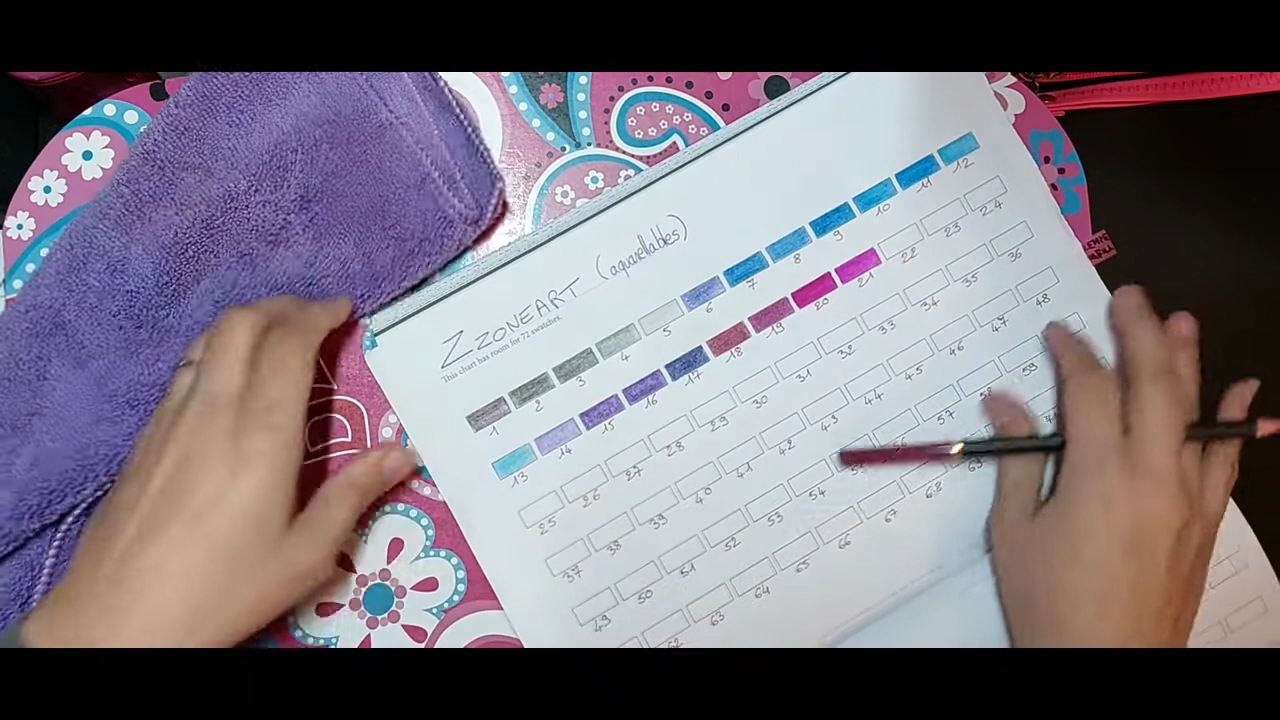 ZZONEART (aquarellables)
This chart has room for 72 swatches.
1 2 3 4 5 6 7 8 9 10 11 12
13 14 15 16 17 18 19 20 21 22 23 24
25 26 27 28 29 30 31 32 33 34 35 36
37 38 39 40 41 42 43 44 45 46 47 48
49 50 51 52 53 54 56 57 58 59
62 63 64 65 66 67 68